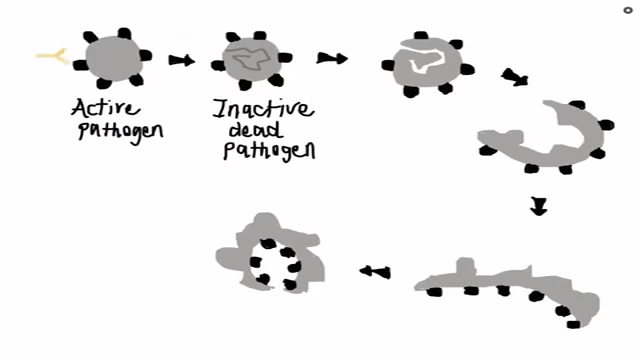 Active
pathogen
Inactive
dead
pathogen